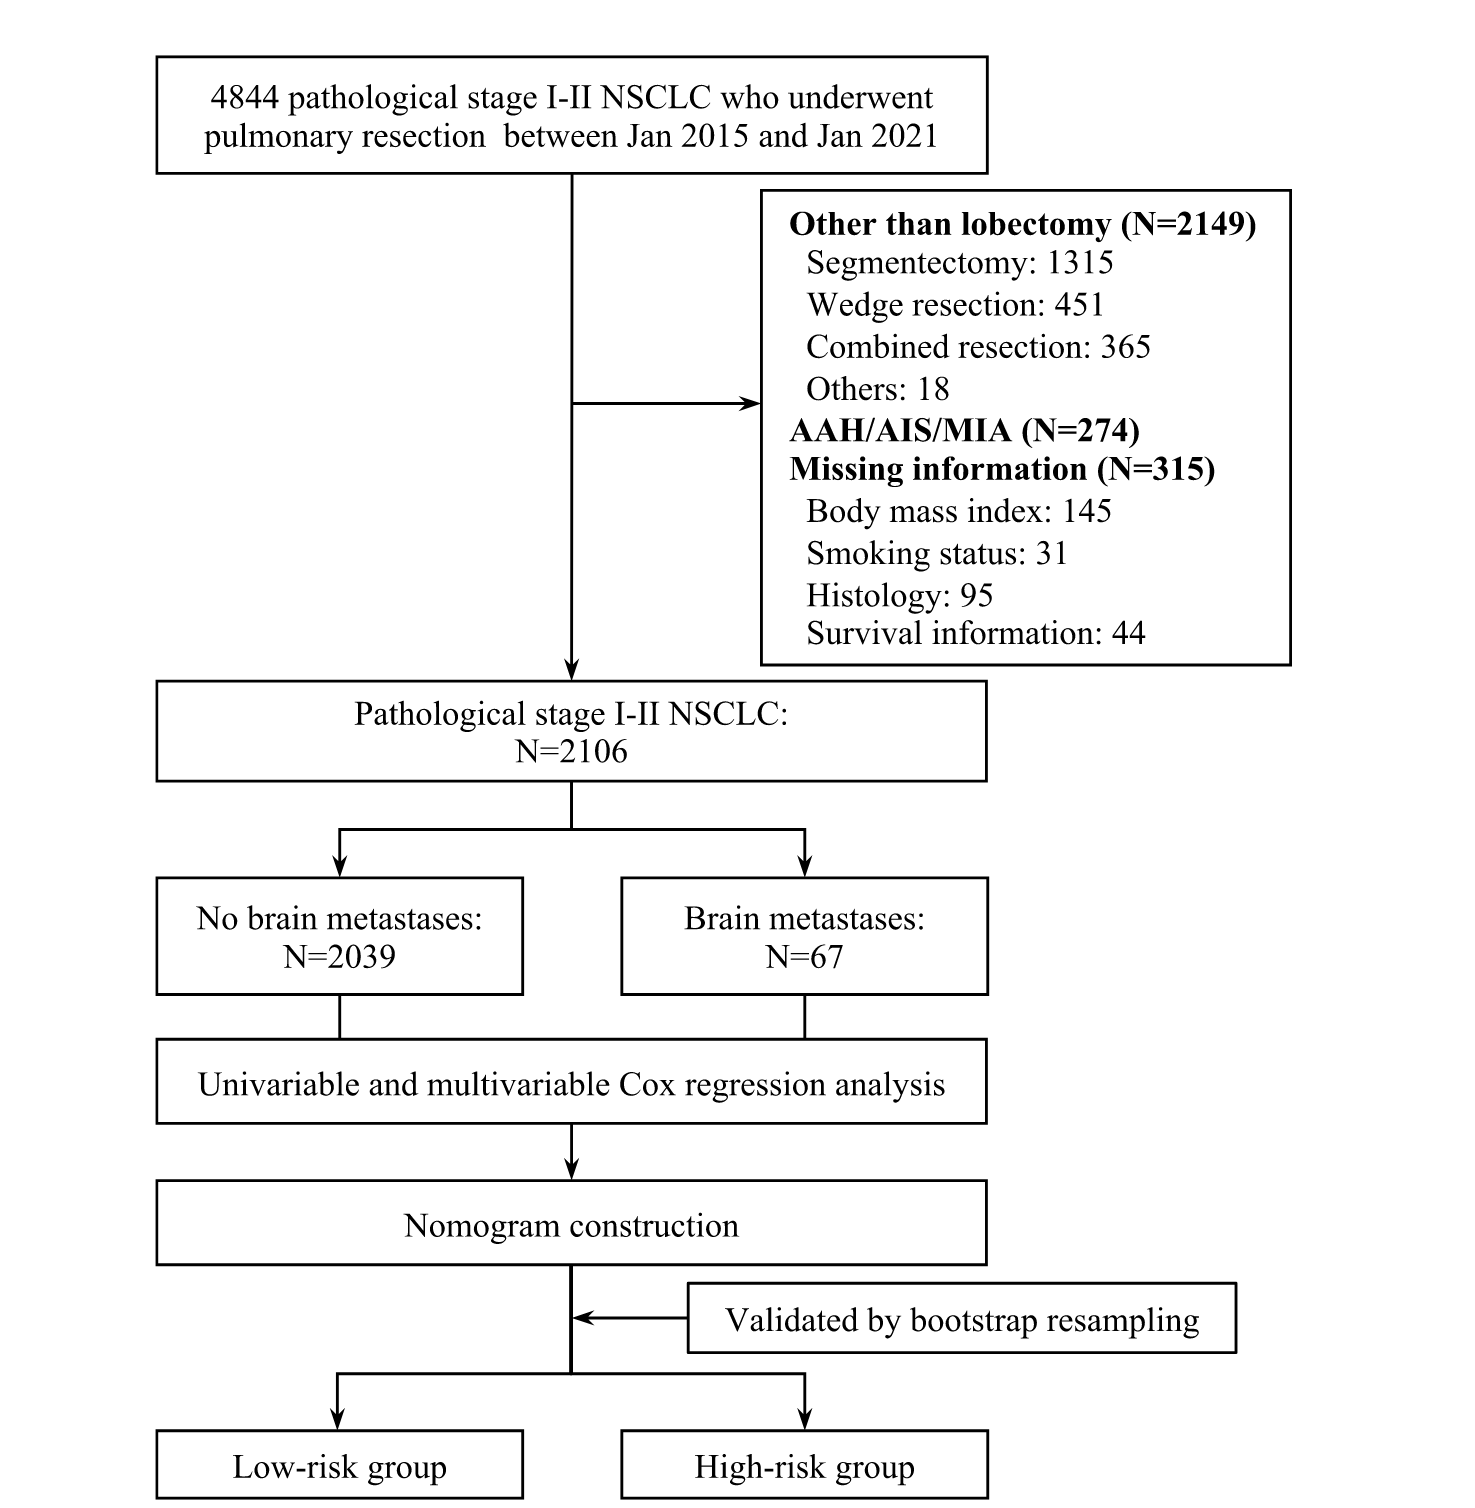 4844 pathological stage I-II NSCLC who underwent
pulmonary resection between Jan 2015 and Jan 2021
Other than lobectomy (N=2149)
Segmentectomy: 1315
Wedge resection: 451
Combined resection: 365
Others: 18
AAH/AIS/MIA (N=274)
Missing information (N=315)
Body mass index: 145
Smoking status: 31
Histology: 95
Survival information: 44
Pathological stage I-II NSCLC:
N=2106
No brain metastases:
N=2039
Brain metastases:
N=67
Univariable and multivariable Cox regression analysis
Nomogram construction
Validated by bootstrap resampling
Low-risk group
High-risk group